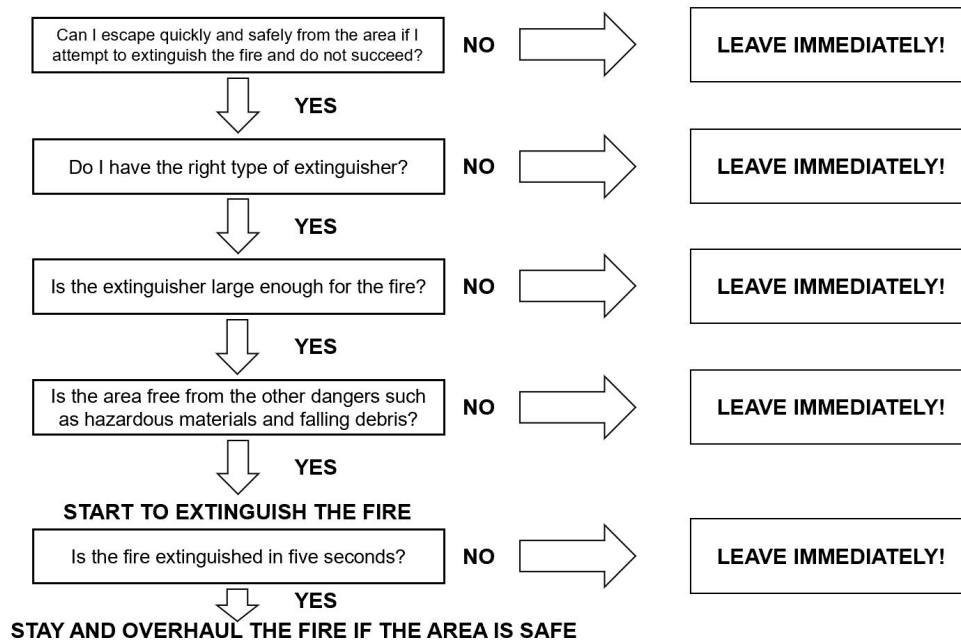 Can I escape quickly and safely from the area if I
attempt to extinguish the fire and do not succeed?
NO
LEAVE IMMEDIATELY!
YES
Do I have the right type of extinguisher?
NO
LEAVE IMMEDIATELY!
YES
Is the extinguisher large enough for the fire?
NO
LEAVE IMMEDIATELY!
YES
Is the area free from the other dangers such
as hazardous materials and falling debris?
NO
LEAVE IMMEDIATELY!
YES
START TO EXTINGUISH THE FIRE
Is the fire extinguished in five seconds?
NO
LEAVE IMMEDIATELY!
YES
STAY AND OVERHAUL THE FIRE IF THE AREA IS SAFE